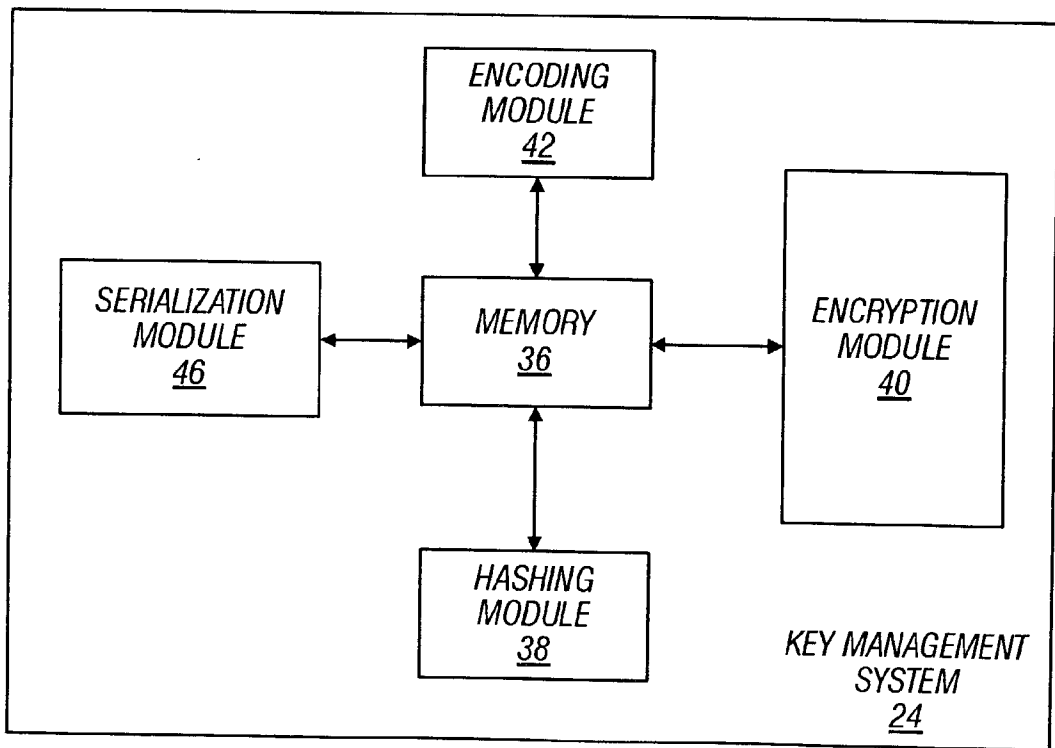 ENCODING
MODULE
42
SERIALIZATION
MODULE
46
MEMORY
36
ENCRYPTION
MODULE
40
HASHING
MODULE
38
KEY MANAGEMENT
SYSTEM
24